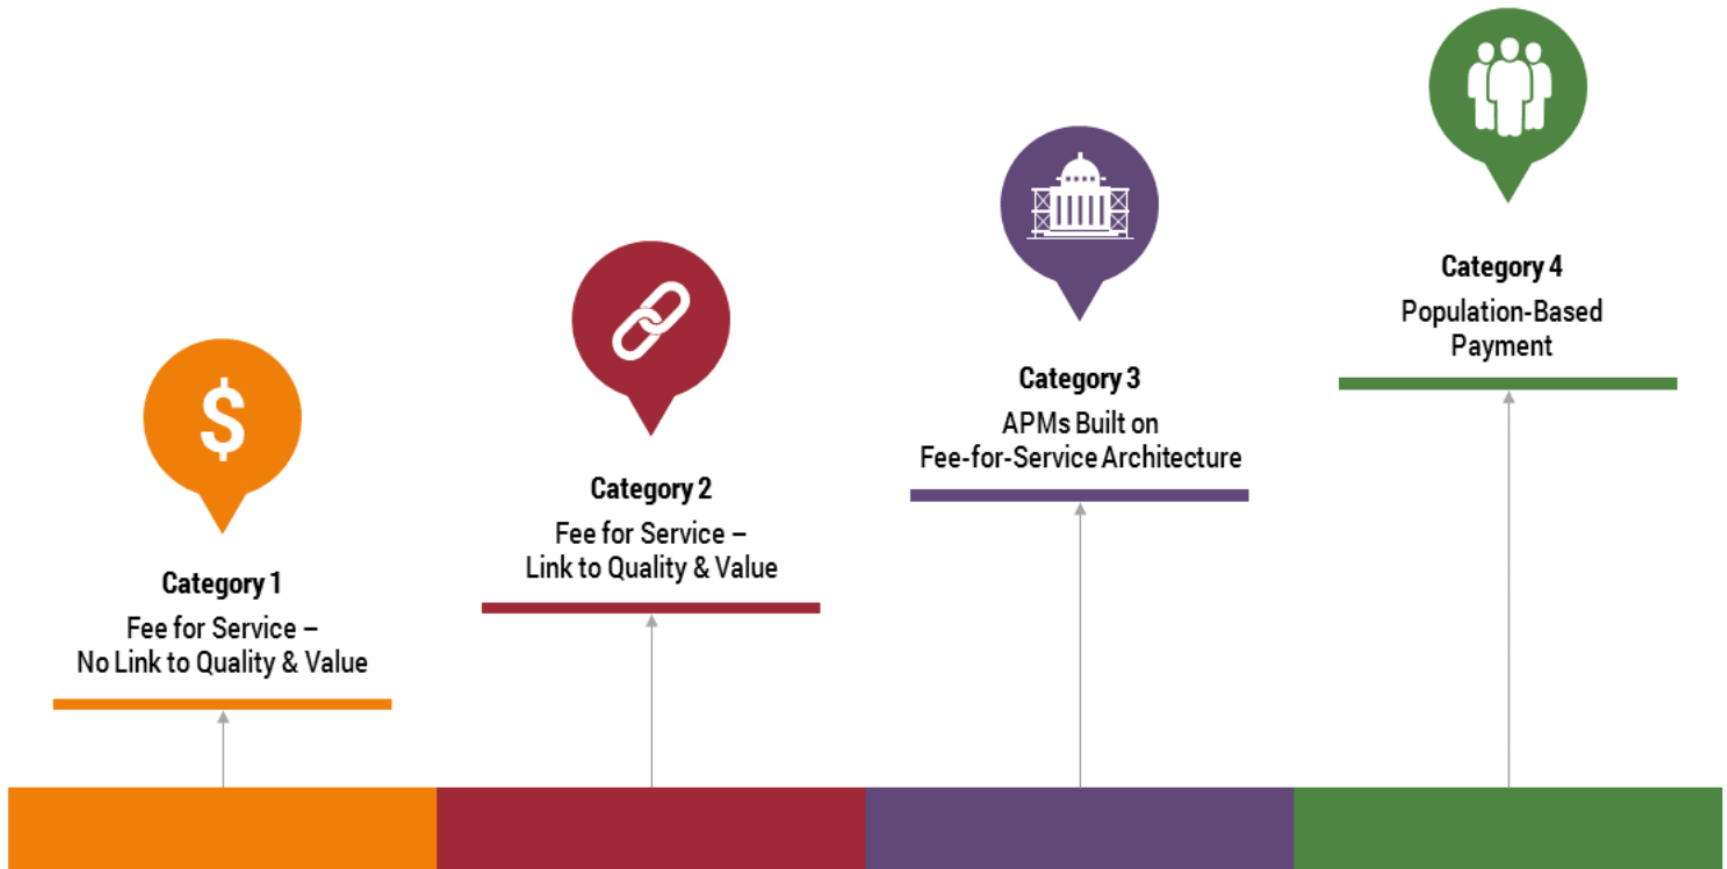 $
Category 1
Fee for Service –
No Link to Quality & Value
Category 2
Fee for Service –
Link to Quality & Value
Category 3
APMs Built on
Fee-for-Service Architecture
Category 4
Population-Based
Payment